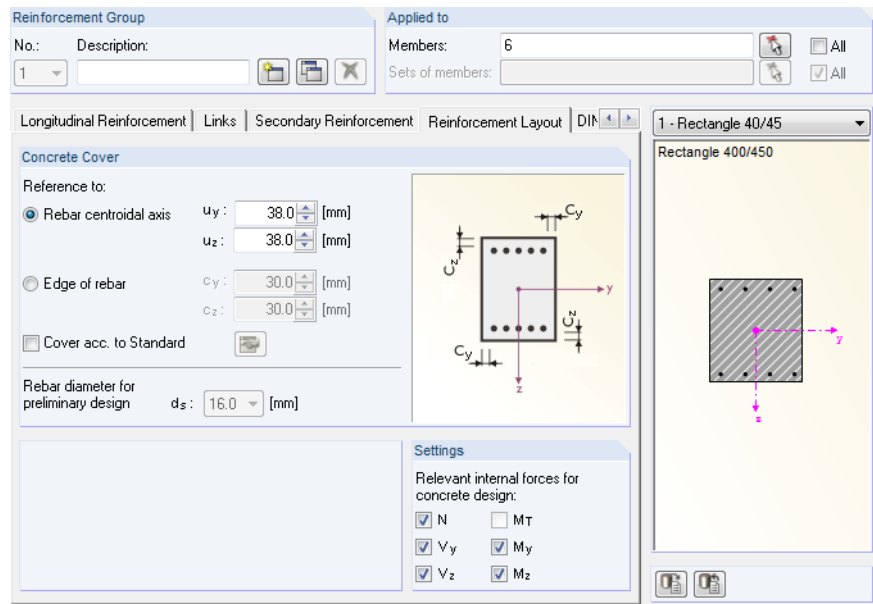 Reinforcement Group
Applied to
No.: Description:
Members: 6 All
1
Sets of members: All
Longitudinal Reinforcement Links Secondary Reinforcement Reinforcement Layout DIN
1 - Rectangle 40/45
Rectangle 400/450
Concrete Cover
Reference to:
Rebar centroidal axis uy : 38.0 [mm]
uz : 38.0 [mm]
Edge of rebar cy : 30.0 [mm]
cz : 30.0 [mm]
Cover acc. to Standard
Rebar diameter for
preliminary design ds : 16.0 [mm]
Cy
Cz
y
Cz
Cy
z
y
z
Settings
Relevant internal forces for
concrete design:
N MT
Vy My
Vz Mz